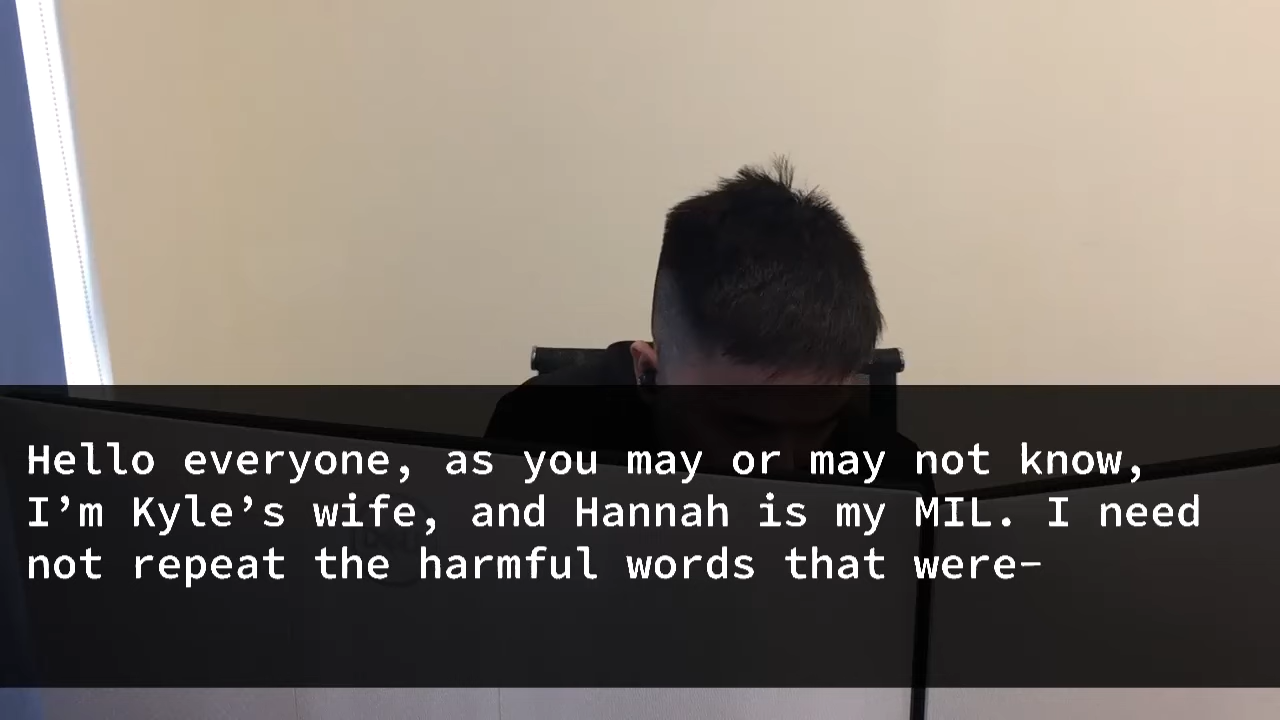 Hello everyone, as you may or may not know,
I’m Kyle’s wife, and Hannah is my MIL. I need
not repeat the harmful words that were–